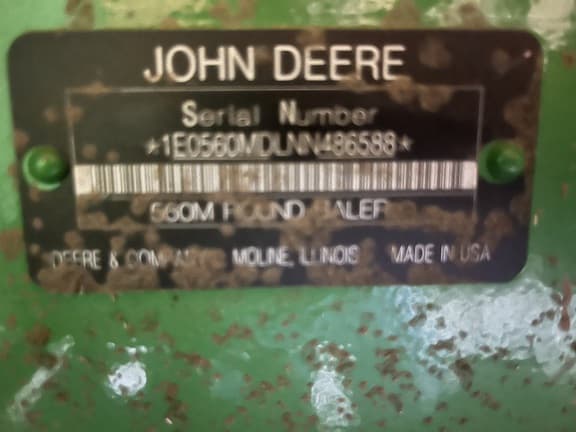 JOHN DEERE
Serial Number
*1E0560MDLNN486588*
560M ROUND BALER
DEERE & COMPANY MOLINE, ILLINOIS MADE IN USA